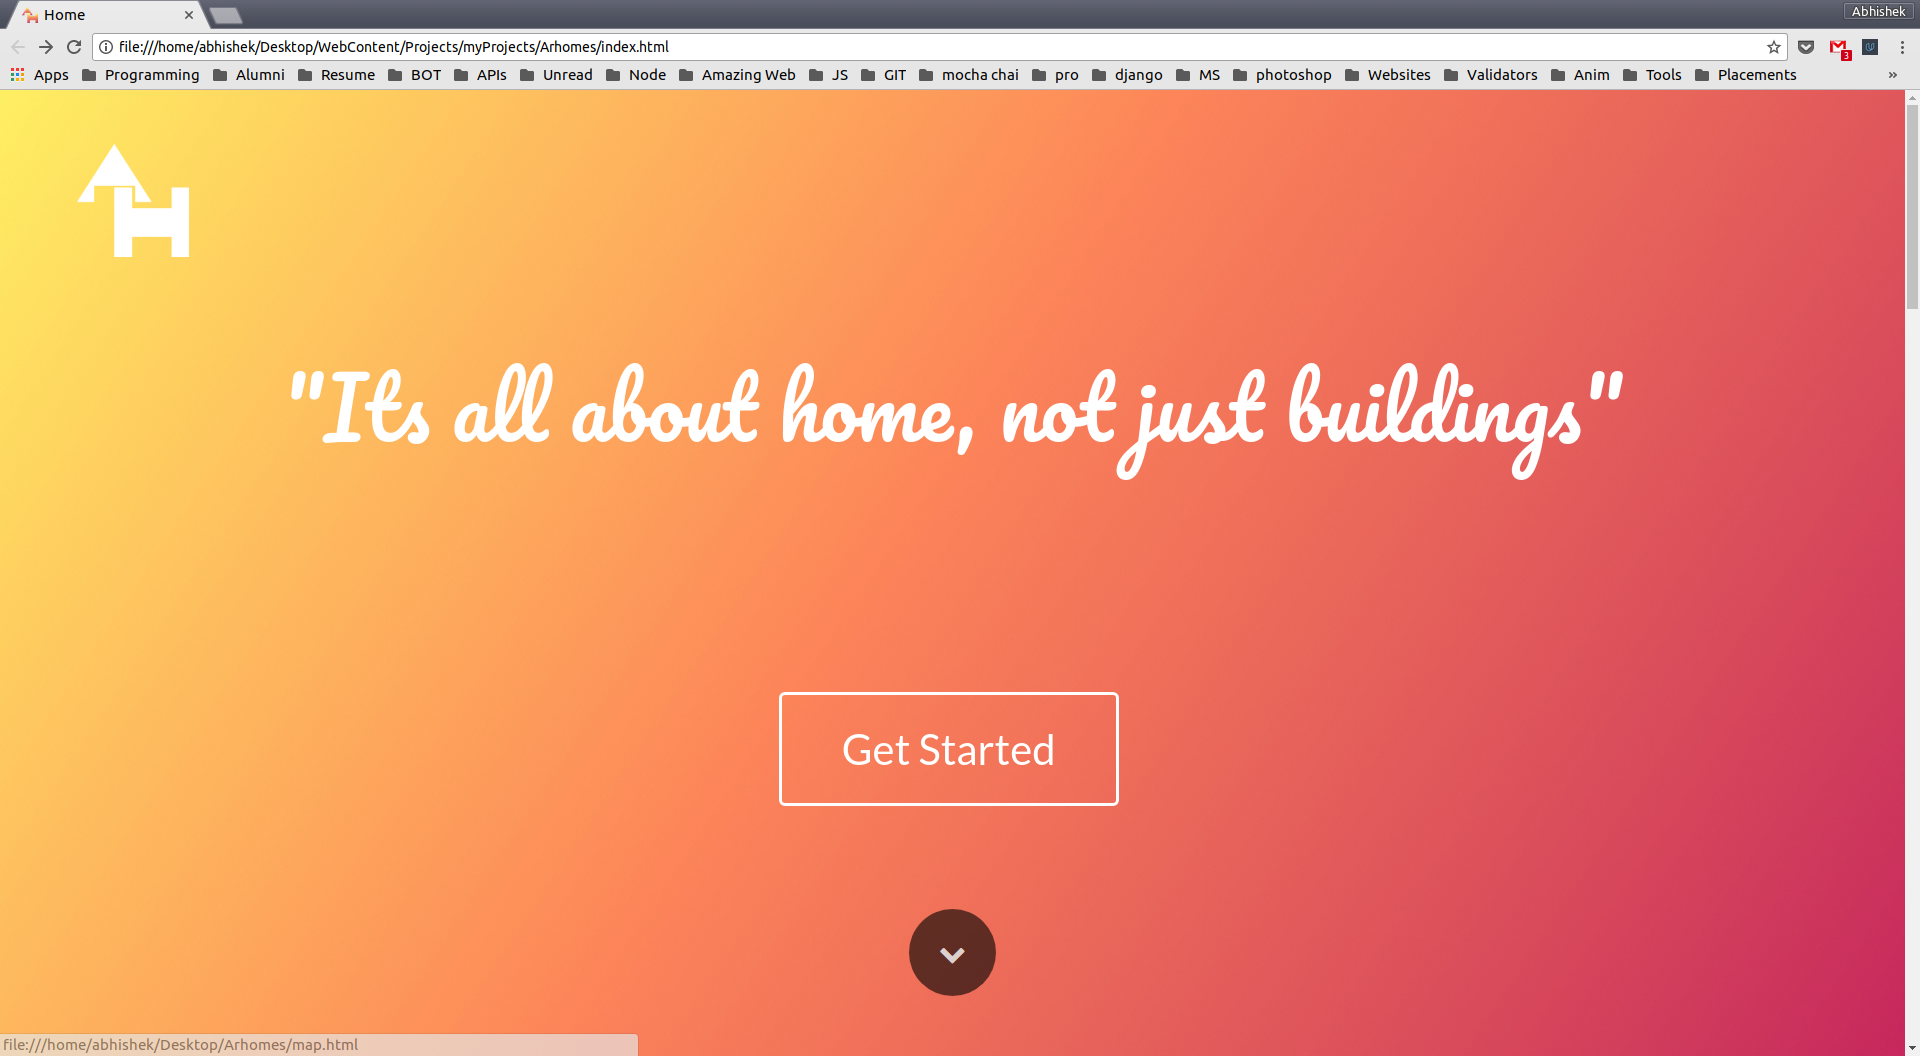 Home
Abhishek
file:///home/abhishek/Desktop/WebContent/Projects/myProjects/Arhomes/index.html
3
Apps Programming Alumni Resume BOT APIs Unread Node Amazing Web JS GIT mocha chai pro django MS photoshop Websites Validators Anim Tools Placements »
AH
"Its all about home, not just buildings"
Get Started
file:///home/abhishek/Desktop/Arhomes/map.html